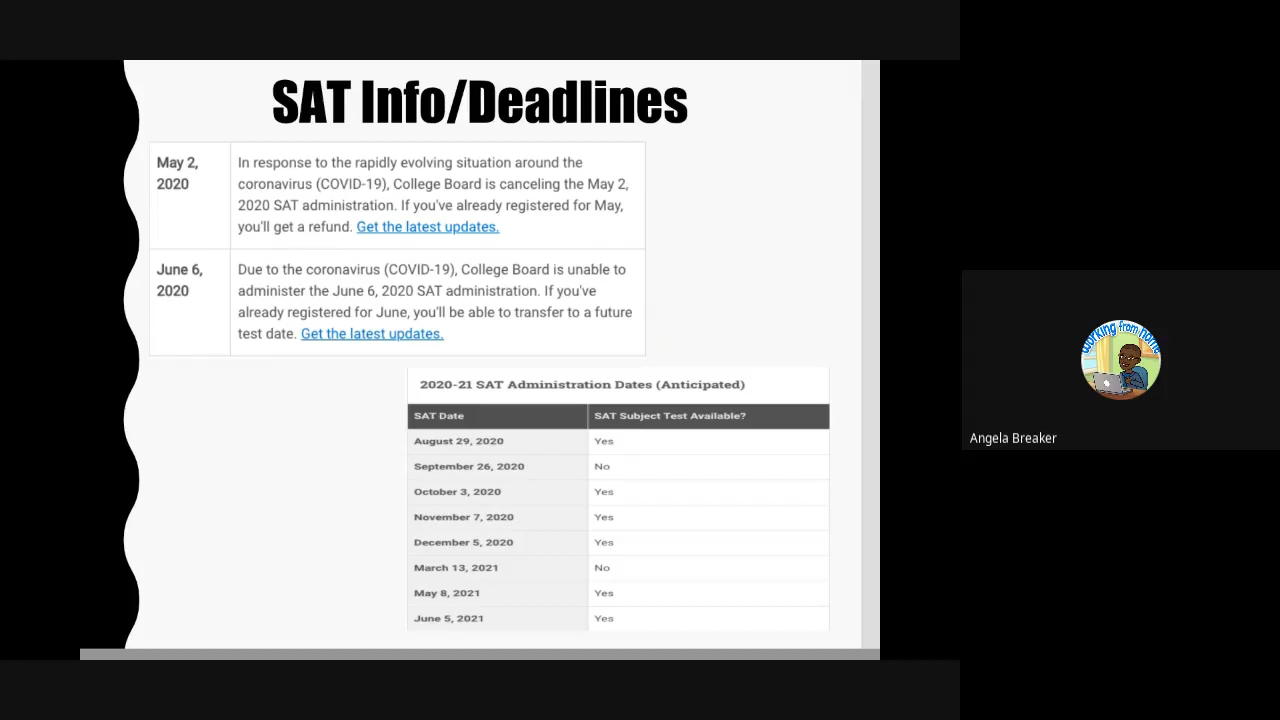 SAT Info/Deadlines
May 2,
2020
In response to the rapidly evolving situation around the
coronavirus (COVID-19), College Board is canceling the May 2,
2020 SAT administration. If you've already registered for May,
you'll get a refund. Get the latest updates.
June 6,
2020
Due to the coronavirus (COVID-19), College Board is unable to
administer the June 6, 2020 SAT administration. If you've
already registered for June, you'll be able to transfer to a future
test date. Get the latest updates.
2020-21 SAT Administration Dates (Anticipated)
SAT Date SAT Subject Test Available?
August 29, 2020 Yes
September 26, 2020 No
October 3, 2020 Yes
November 7, 2020 Yes
December 5, 2020 Yes
March 13, 2021 No
May 8, 2021 Yes
June 5, 2021 Yes
working from home
Angela Breaker